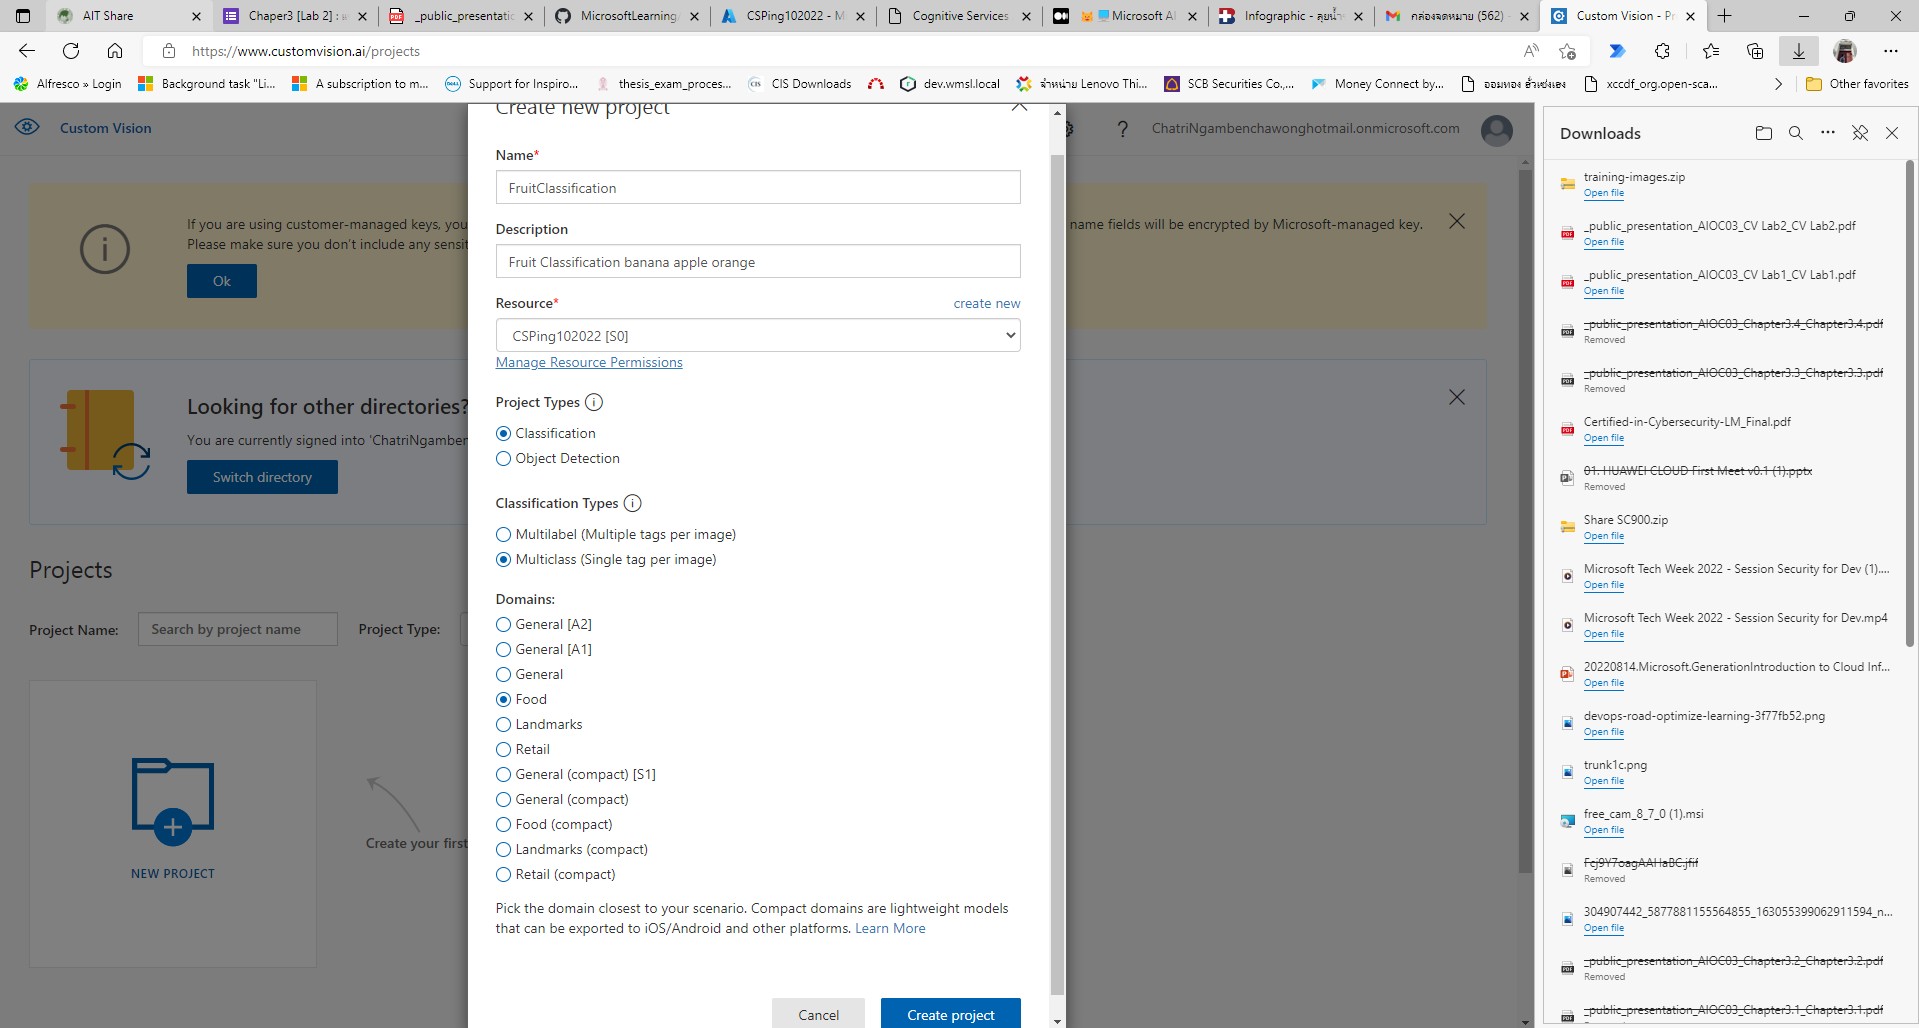 AIT Share
Chaper3 [Lab 2] :
_public_presentatic
MicrosoftLearning/
CSPing102022 - M
Cognitive Services
Microsoft AI
Infographic - ลุยน้ำ
กล่องจดหมาย (562) -
Custom Vision - Pr
https://www.customvision.ai/projects
Alfresco » Login
Background task "Li...
A subscription to m...
Support for Inspiro...
thesis_exam_proces...
CIS Downloads
dev.wmsl.local
จำหน่าย Lenovo Thi...
SCB Securities Co.,...
Money Connect by...
ออมทอง ฮั่วเซ่งเฮง
xccdf_org.open-sca...
Other favorites
Custom Vision
ChatriNgambenchawonghotmail.onmicrosoft.com
If you are using customer-managed keys, you
name fields will be encrypted by Microsoft-managed key.
Please make sure you don't include any sensit
Ok
Looking for other directories?
You are currently signed into 'ChatriNgamber
Switch directory
Projects
Project Name:
Search by project name
Project Type:
NEW PROJECT
Create your first
Create new project
Name*
FruitClassification
Description
Fruit Classification banana apple orange
Resource*
create new
CSPing102022 [S0]
Manage Resource Permissions
Project Types
Classification
Object Detection
Classification Types
Multilabel (Multiple tags per image)
Multiclass (Single tag per image)
Domains:
General [A2]
General [A1]
General
Food
Landmarks
Retail
General (compact) [S1]
General (compact)
Food (compact)
Landmarks (compact)
Retail (compact)
Pick the domain closest to your scenario. Compact domains are lightweight models
that can be exported to iOS/Android and other platforms. Learn More
Cancel
Create project
Downloads
training-images.zip
Open file
_public_presentation_AIOC03_CV Lab2_CV Lab2.pdf
Open file
_public_presentation_AIOC03_CV Lab1_CV Lab1.pdf
Open file
_public_presentation_AIOC03_Chapter3.4_Chapter3.4.pdf
Removed
_public_presentation_AIOC03_Chapter3.3_Chapter3.3.pdf
Removed
Certified-in-Cybersecurity-LM_Final.pdf
Open file
01. HUAWEI CLOUD First Meet v0.1 (1).pptx
Removed
Share SC900.zip
Open file
Microsoft Tech Week 2022 - Session Security for Dev (1)....
Open file
Microsoft Tech Week 2022 - Session Security for Dev.mp4
Open file
20220814.Microsoft.GenerationIntroduction to Cloud Inf...
Open file
devops-road-optimize-learning-3f77fb52.png
Open file
trunk1c.png
Open file
free_cam_8_7_0 (1).msi
Open file
Fcj9Y7oagAAHaBC.jfif
Removed
304907442_5877881155564855_163055399062911594_n...
Open file
_public_presentation_AIOC03_Chapter3.2_Chapter3.2.pdf
Removed
_public_presentation_AIOC03_Chapter3.1_Chapter3.1.pdf